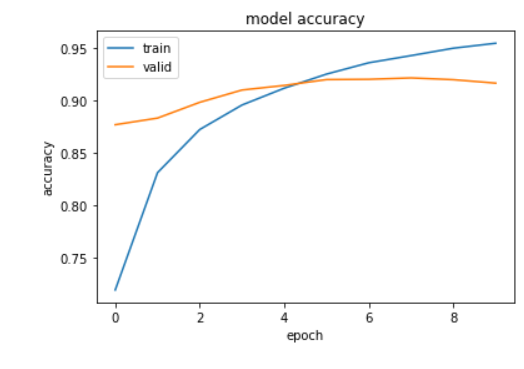 model accuracy
train
valid
accuracy
0.95
0.90
0.85
0.80
0.75
0 2 4 6 8
epoch